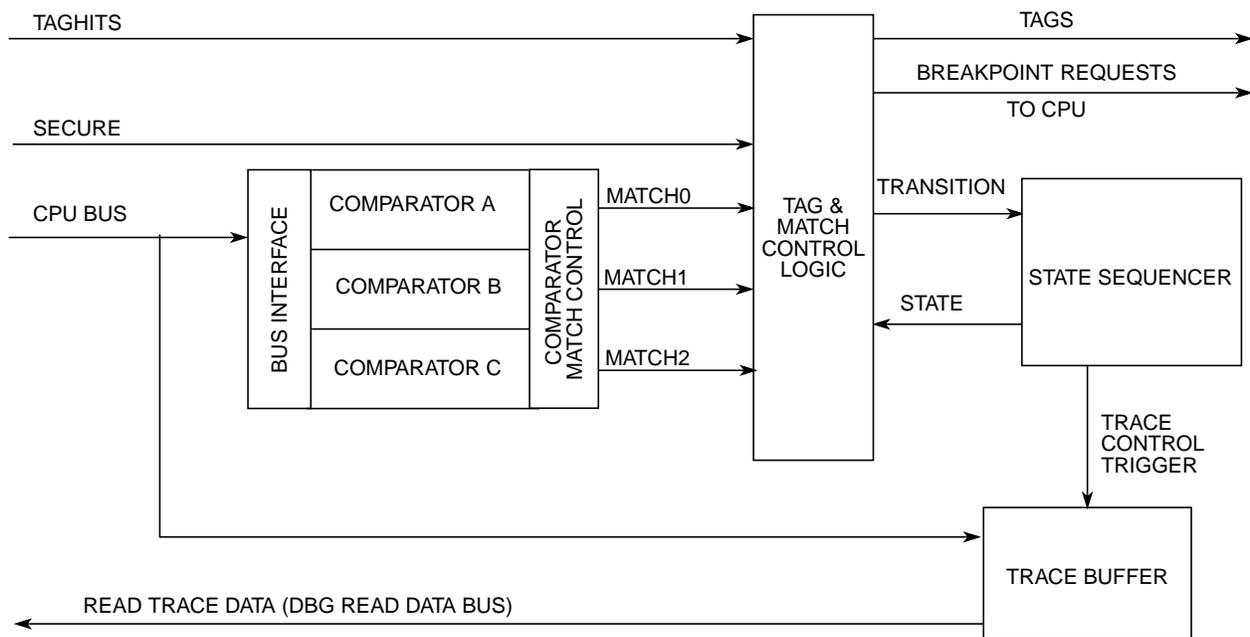 TAGHITS
TAGS
BREAKPOINT REQUESTS
TO CPU
SECURE
CPU BUS
BUS INTERFACE
COMPARATOR A
COMPARATOR B
COMPARATOR C
COMPARATOR
MATCH CONTROL
MATCH0
MATCH1
MATCH2
TAG &
MATCH
CONTROL
LOGIC
TRANSITION
STATE
STATE SEQUENCER
TRACE
CONTROL
TRIGGER
TRACE BUFFER
READ TRACE DATA (DBG READ DATA BUS)